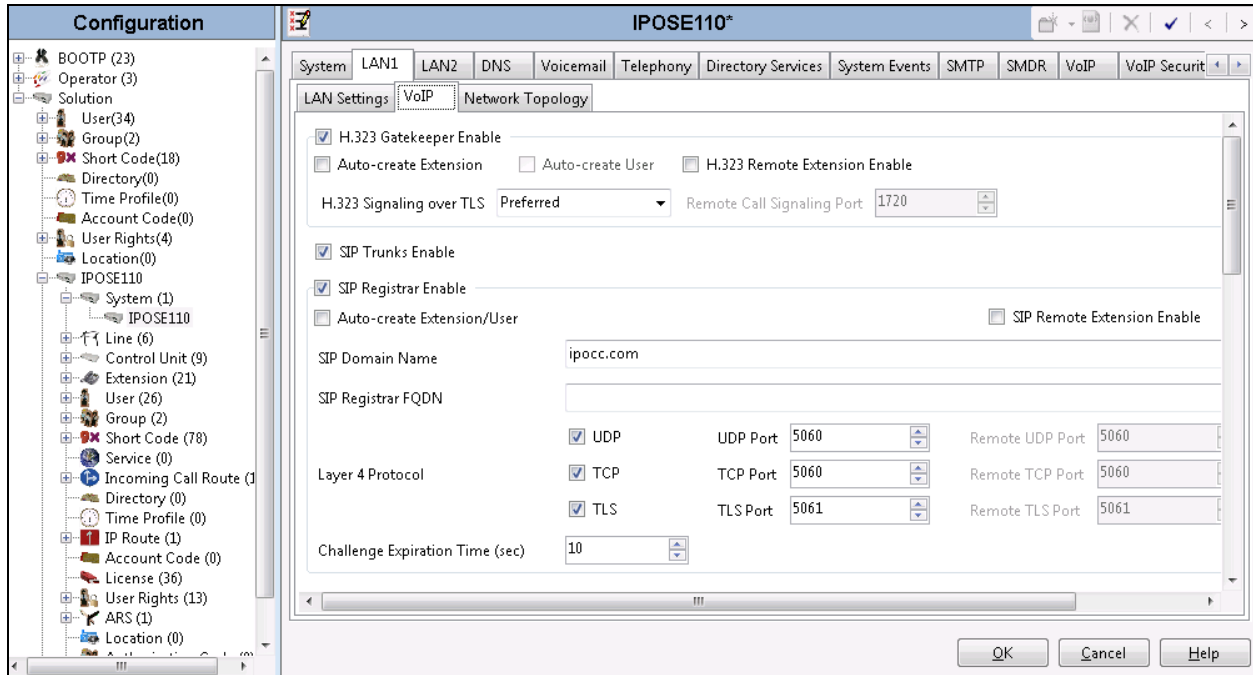 Configuration
BOOTP (23)
Operator (3)
Solution
User(34)
Group(2)
Short Code(18)
Directory(0)
Time Profile(0)
Account Code(0)
User Rights(4)
Location(0)
IPOSE110
System (1)
IPOSE110
Line (6)
Control Unit (9)
Extension (21)
User (26)
Group (2)
Short Code (78)
Service (0)
Incoming Call Route (1
Directory (0)
Time Profile (0)
IP Route (1)
Account Code (0)
License (36)
User Rights (13)
ARS (1)
Location (0)
IPOSE110*
System LAN1 LAN2 DNS Voicemail Telephony Directory Services System Events SMTP SMDR VoIP VoIP Securit
LAN Settings VoIP Network Topology
H.323 Gatekeeper Enable
Auto-create Extension Auto-create User H.323 Remote Extension Enable
H.323 Signaling over TLS Preferred Remote Call Signaling Port 1720
SIP Trunks Enable
SIP Registrar Enable
Auto-create Extension/User SIP Remote Extension Enable
SIP Domain Name ipocc.com
SIP Registrar FQDN
UDP UDP Port 5060 Remote UDP Port 5060
Layer 4 Protocol TCP TCP Port 5060 Remote TCP Port 5060
TLS TLS Port 5061 Remote TLS Port 5061
Challenge Expiration Time (sec) 10
OK Cancel Help